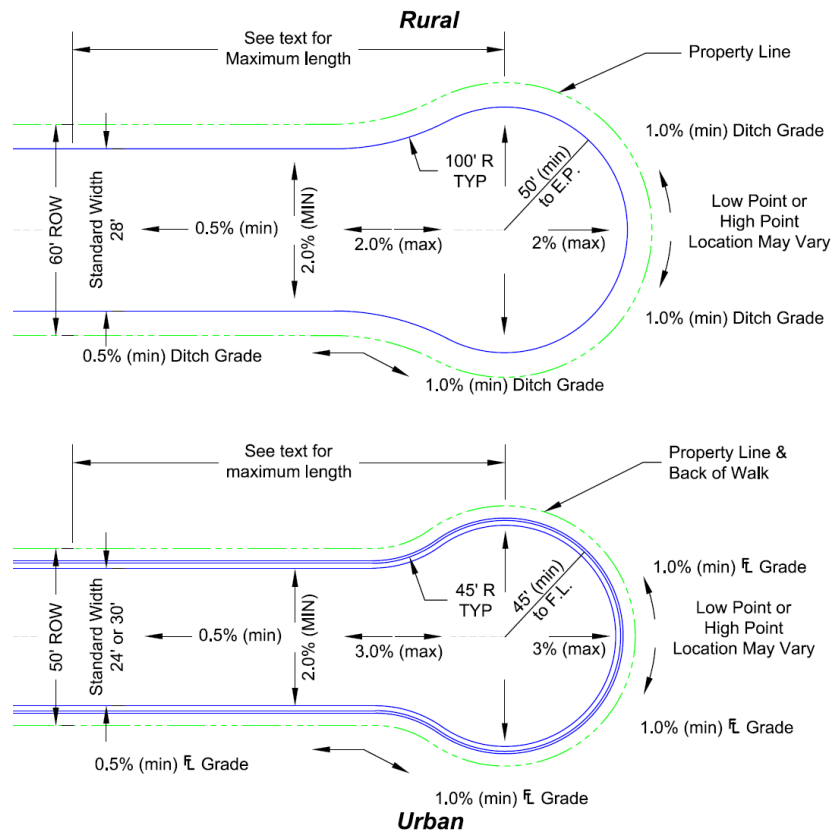 Rural
See text for
Maximum length
Property Line
1.0% (min) Ditch Grade
100' R
TYP
50' (min)
to E.P.
60' ROW
Standard Width
28'
0.5% (min)
2.0% (MIN)
2.0% (max)
2% (max)
Low Point or
High Point
Location May Vary
1.0% (min) Ditch Grade
0.5% (min) Ditch Grade
1.0% (min) Ditch Grade
See text for
maximum length
Property Line &
Back of Walk
45' R
TYP
45' (min)
to F.L.
1.0% (min) FL Grade
50' ROW
Standard Width
24' or 30'
0.5% (min)
2.0% (MIN)
3.0% (max)
3% (max)
Low Point or
High Point
Location May Vary
1.0% (min) FL Grade
0.5% (min) FL Grade
1.0% (min) FL Grade
Urban